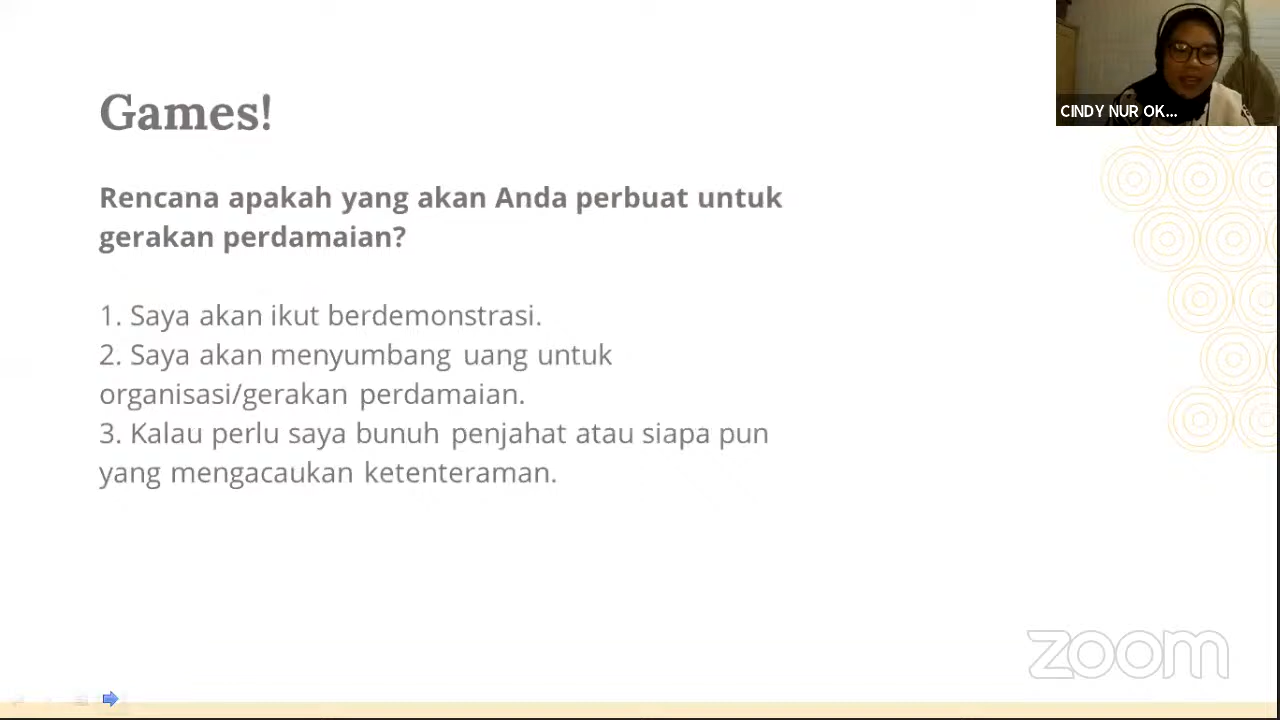 Games!
Rencana apakah yang akan Anda perbuat untuk
gerakan perdamaian?
1. Saya akan ikut berdemonstrasi.
2. Saya akan menyumbang uang untuk
organisasi/gerakan perdamaian.
3. Kalau perlu saya bunuh penjahat atau siapa pun
yang mengacaukan ketenteraman.
CINDY NUR OK...
zoom